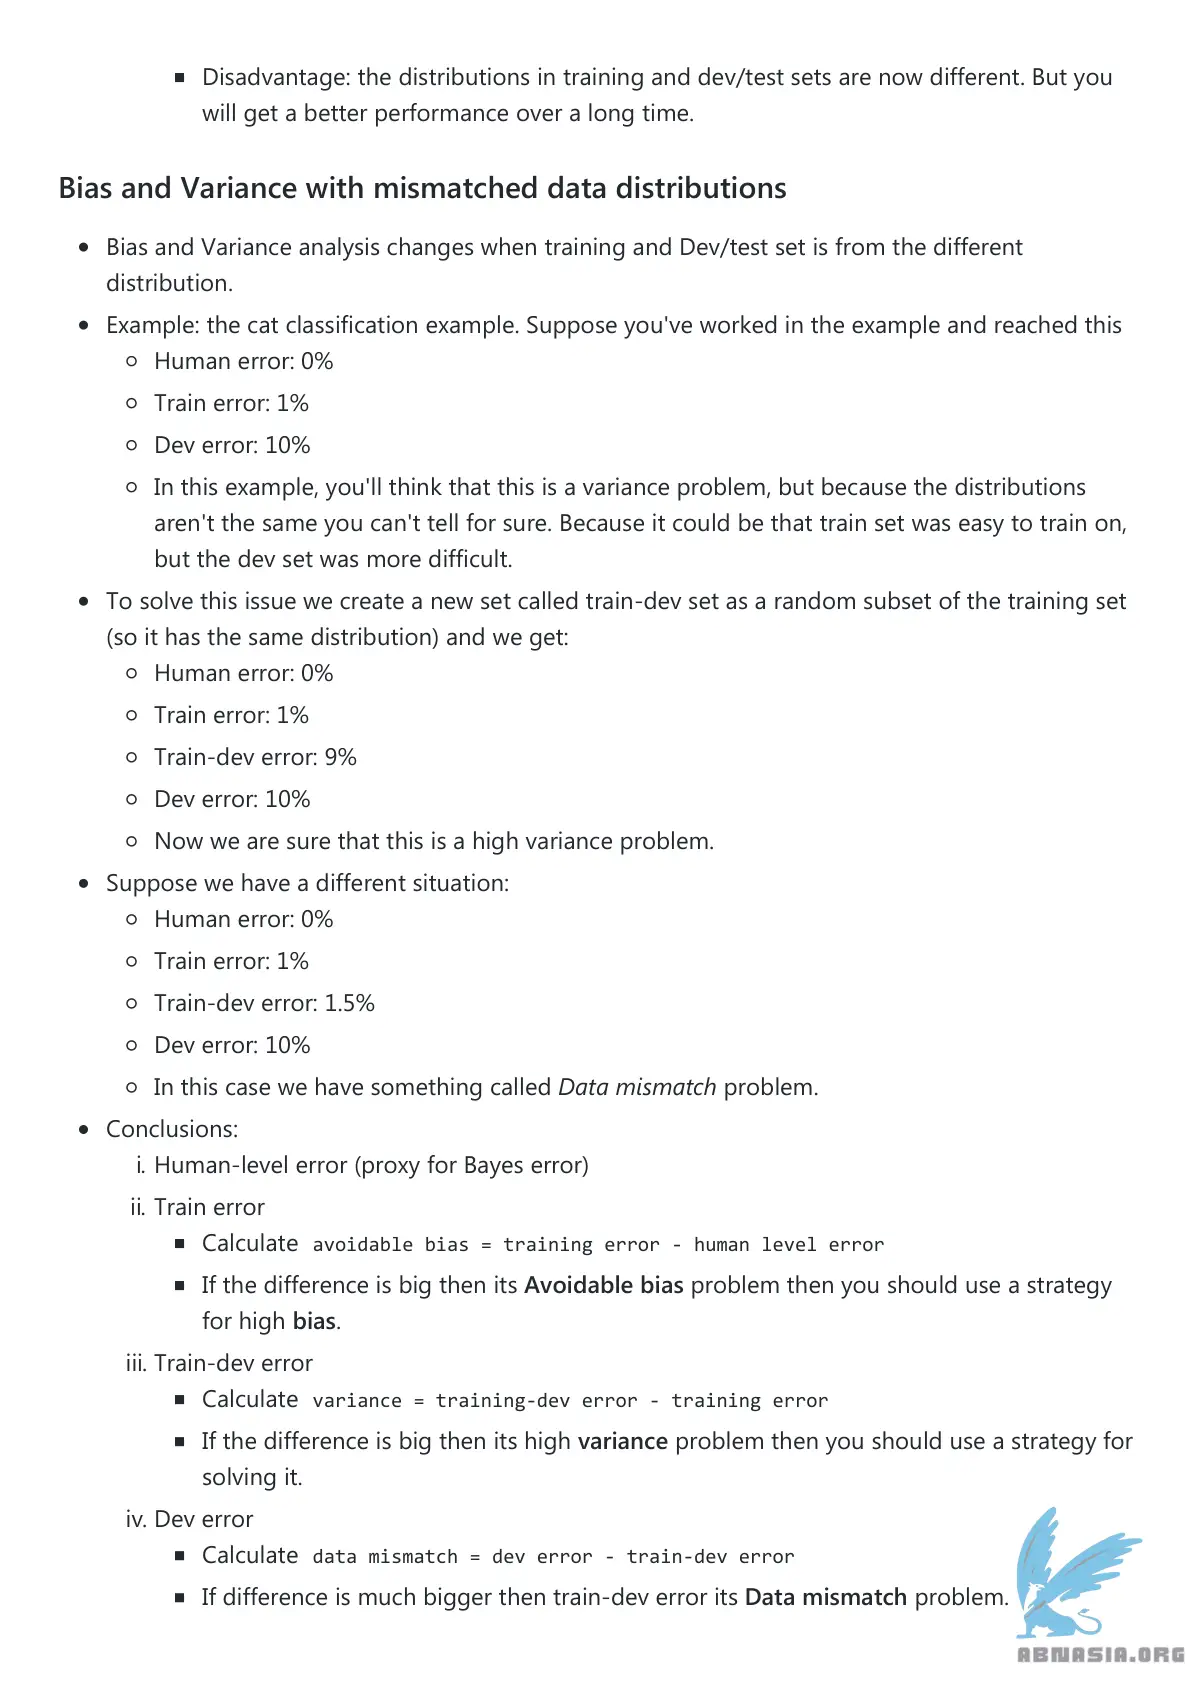 ▪ Disadvantage: the distributions in training and dev/test sets are now different. But you
will get a better performance over a long time.
Bias and Variance with mismatched data distributions
• Bias and Variance analysis changes when training and Dev/test set is from the different
distribution.
• Example: the cat classification example. Suppose you've worked in the example and reached this
○ Human error: 0%
○ Train error: 1%
○ Dev error: 10%
○ In this example, you'll think that this is a variance problem, but because the distributions
aren't the same you can't tell for sure. Because it could be that train set was easy to train on,
but the dev set was more difficult.
• To solve this issue we create a new set called train-dev set as a random subset of the training set
(so it has the same distribution) and we get:
○ Human error: 0%
○ Train error: 1%
○ Train-dev error: 9%
○ Dev error: 10%
○ Now we are sure that this is a high variance problem.
• Suppose we have a different situation:
○ Human error: 0%
○ Train error: 1%
○ Train-dev error: 1.5%
○ Dev error: 10%
○ In this case we have something called Data mismatch problem.
• Conclusions:
i. Human-level error (proxy for Bayes error)
ii. Train error
▪ Calculate avoidable bias = training error - human level error
▪ If the difference is big then its Avoidable bias problem then you should use a strategy
for high bias.
iii. Train-dev error
▪ Calculate variance = training-dev error - training error
▪ If the difference is big then its high variance problem then you should use a strategy for
solving it.
iv. Dev error
▪ Calculate data mismatch = dev error - train-dev error
▪ If difference is much bigger then train-dev error its Data mismatch problem.
ABNASIA.ORG